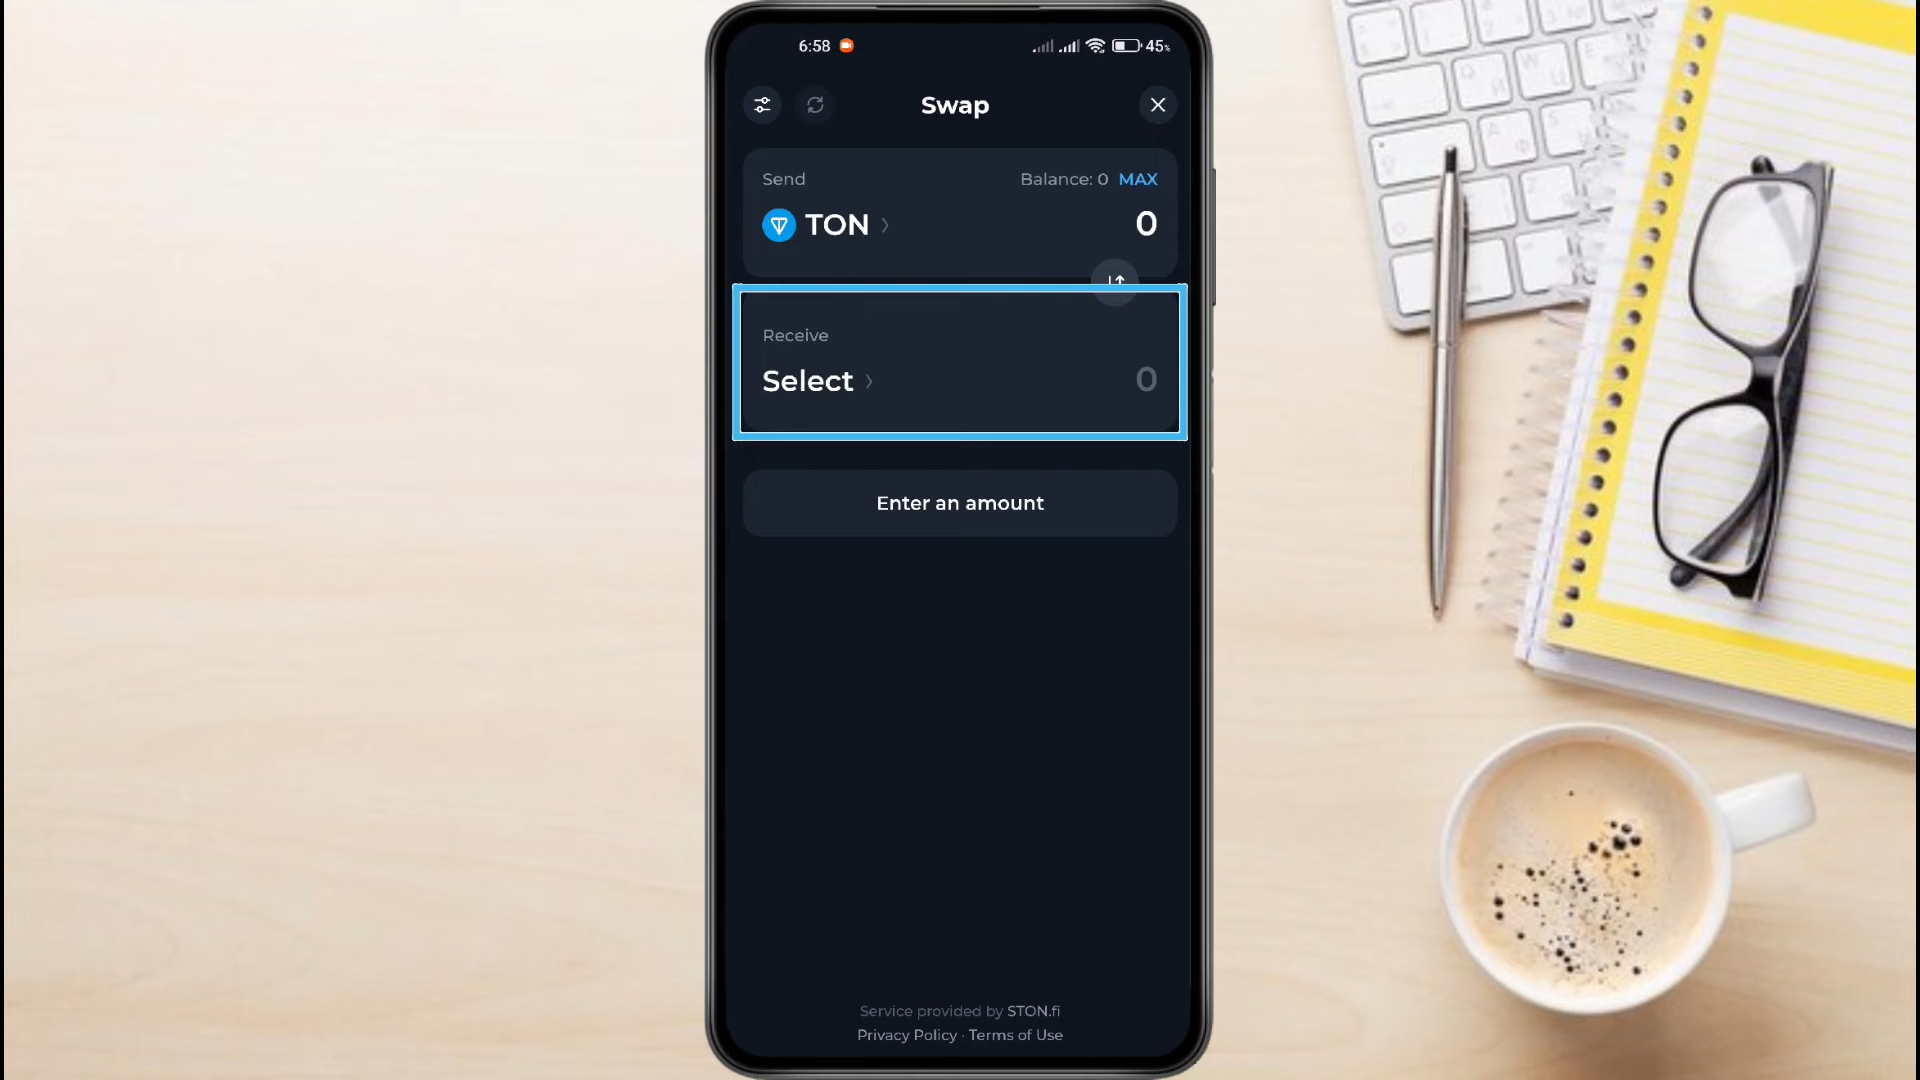 6:58
45%
Swap
Send
Balance: 0 MAX
TON
0
Receive
Select
0
Enter an amount
Service provided by STON.fi
Privacy Policy · Terms of Use